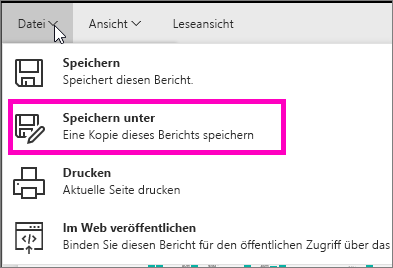 Datei Ansicht Leseansicht
Speichern
Speichert diesen Bericht.
Speichern unter
Eine Kopie dieses Berichts speichern
Drucken
Aktuelle Seite drucken
Im Web veröffentlichen
Binden Sie diesen Bericht für den öffentlichen Zugriff über das